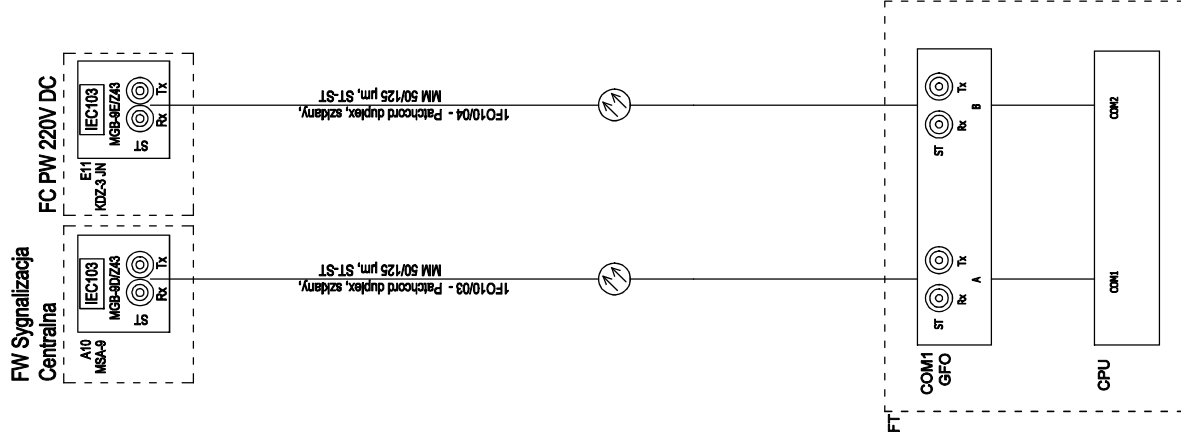 FW Sygnalizacja
Centralna
A10
MSA-9
IEC103
MGB-9D/Z43
Rx
Tx
ST
1FO10/03 - Patchcord duplex, szklany,
MM 50/125 µm, ST-ST
FC PW 220V DC
E11
KDZ-3 JN
IEC103
MGB-9E/Z43
Rx
Tx
ST
1FO10/04 - Patchcord duplex, szklany,
MM 50/125 µm, ST-ST
FT
COM1
GFO
ST
Rx
Tx
A
ST
Rx
Tx
B
CPU
COM1
COM2